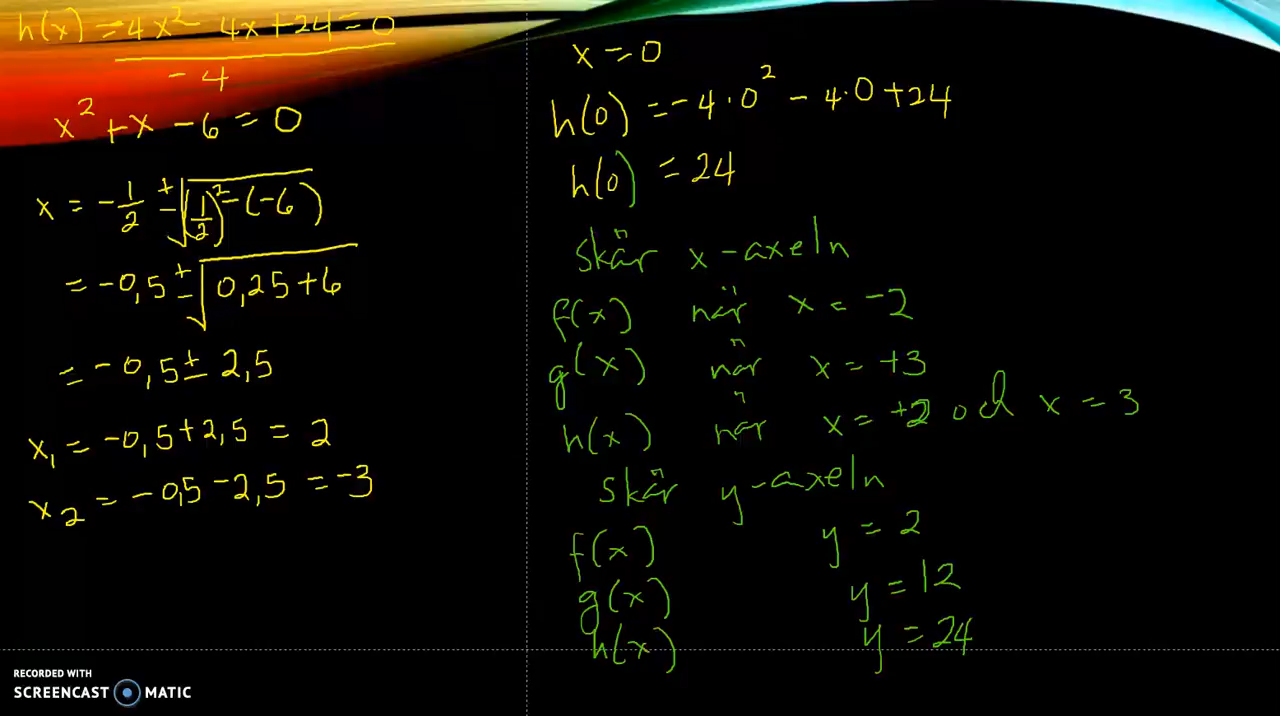 h(x) = -4x² - 4x + 24 = 0
-4
x² + x - 6 = 0
x = -1/2 ± √((1/2)² - (-6))
= -0,5 ± √(0,25 + 6)
= -0,5 ± 2,5
x₁ = -0,5 + 2,5 = 2
x₂ = -0,5 - 2,5 = -3
x = 0
h(0) = -4·0² - 4·0 + 24
h(0) = 24
skär x-axeln
f(x) när x = -2
g(x) när x = +3
h(x) när x = +2 och x = 3
skär y-axeln
f(x) y = 2
g(x) y = 12
h(x) y = 24
RECORDED WITH
SCREENCAST MATIC